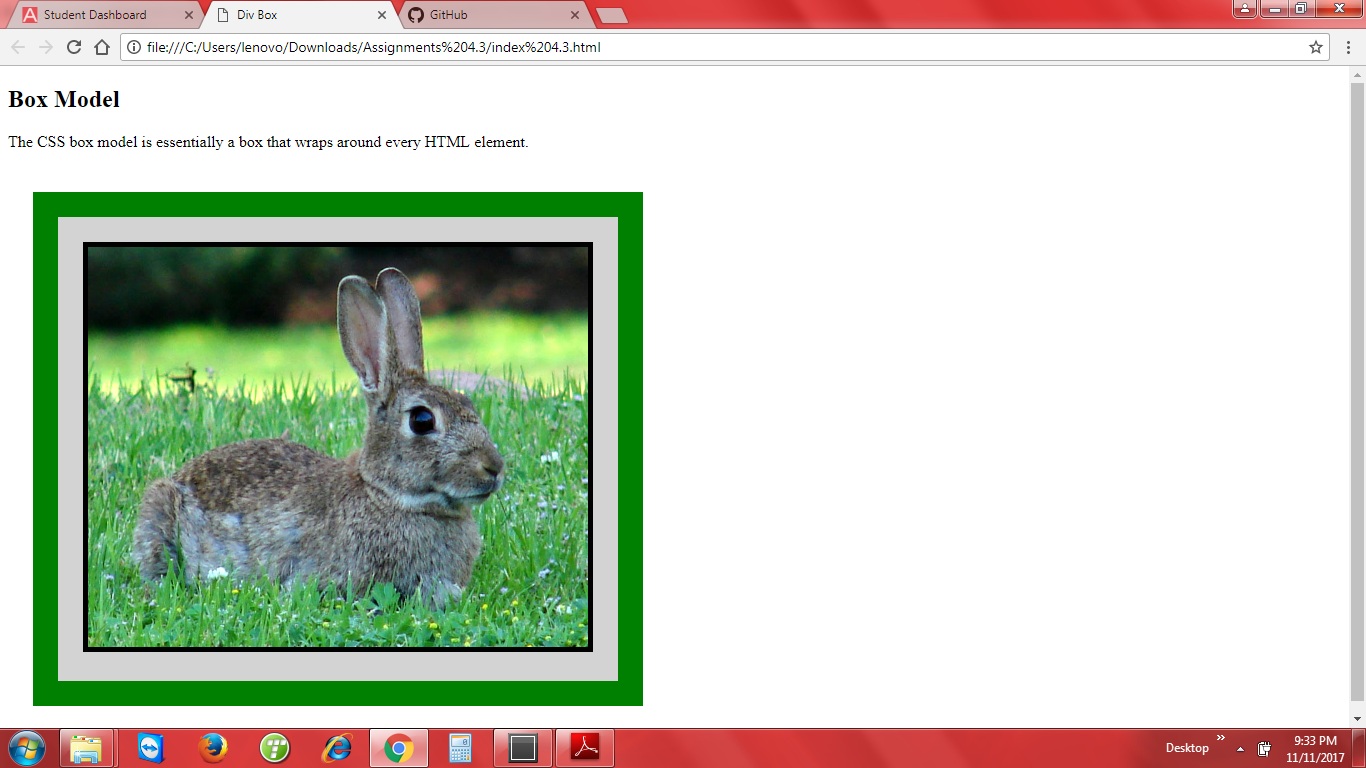 Student Dashboard
Div Box
GitHub
file:///C:/Users/lenovo/Downloads/Assignments%204.3/index%204.3.html
Box Model
The CSS box model is essentially a box that wraps around every HTML element.
Desktop
9:33 PM
11/11/2017